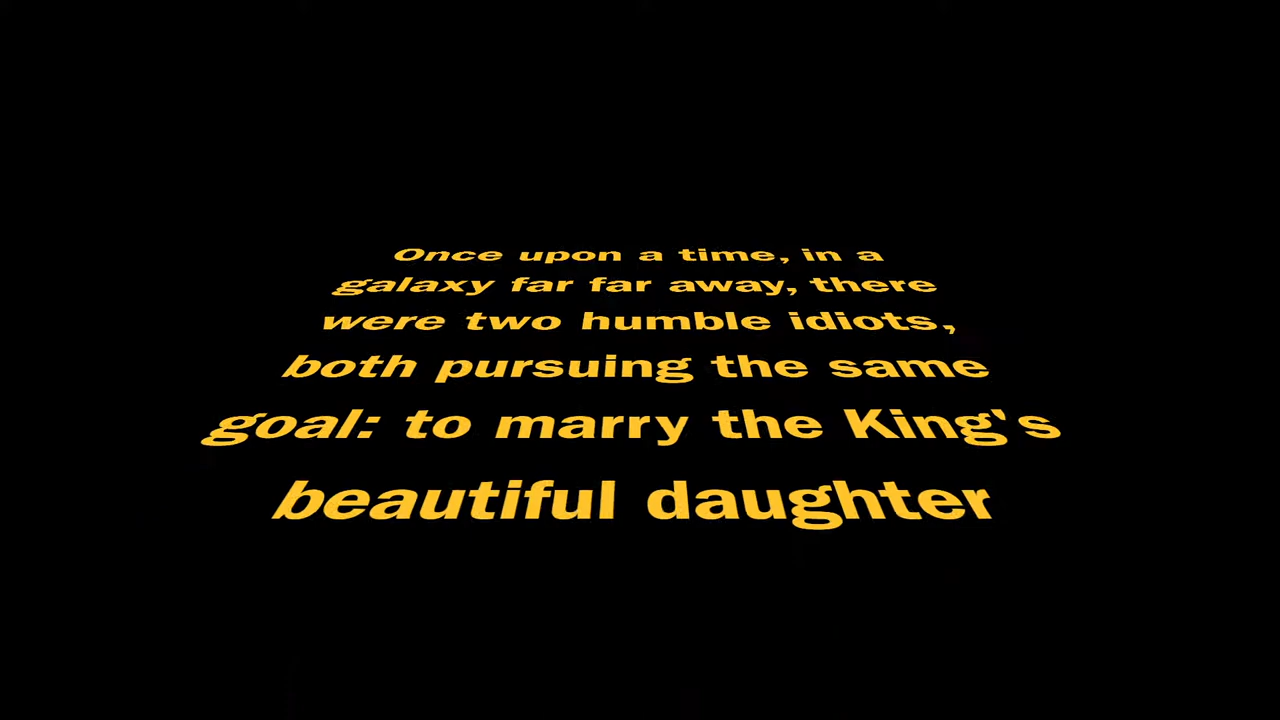 Once upon a time, in a
galaxy far far away, there
were two humble idiots,
both pursuing the same
goal: to marry the King's
beautiful daughter